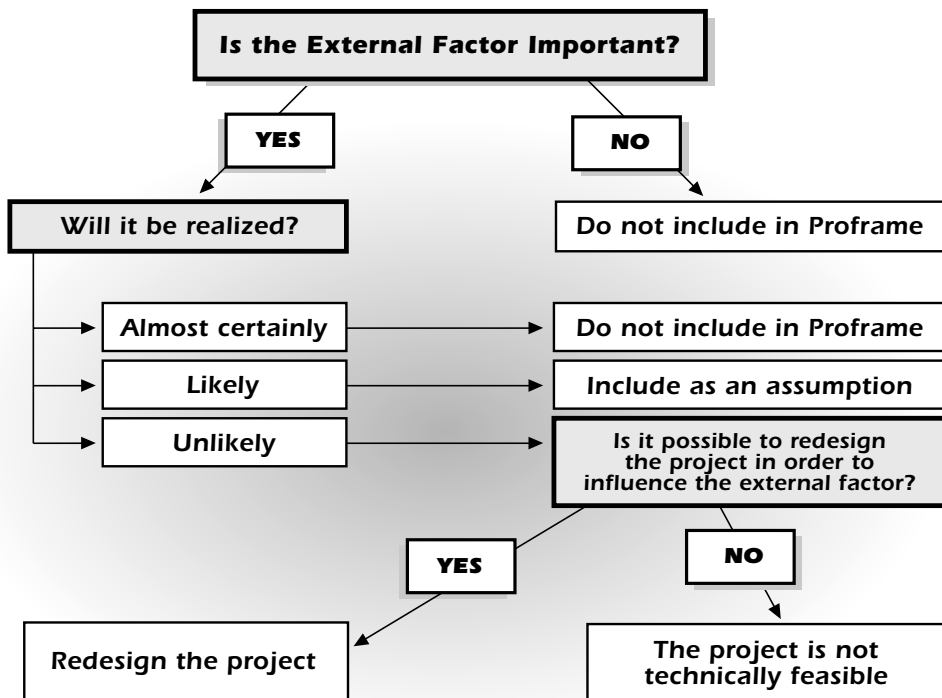 Is the External Factor Important?
YES
NO
Will it be realized?
Do not include in Proframe
Almost certainly
Do not include in Proframe
Likely
Include as an assumption
Unlikely
Is it possible to redesign
the project in order to
influence the external factor?
YES
NO
Redesign the project
The project is not
technically feasible